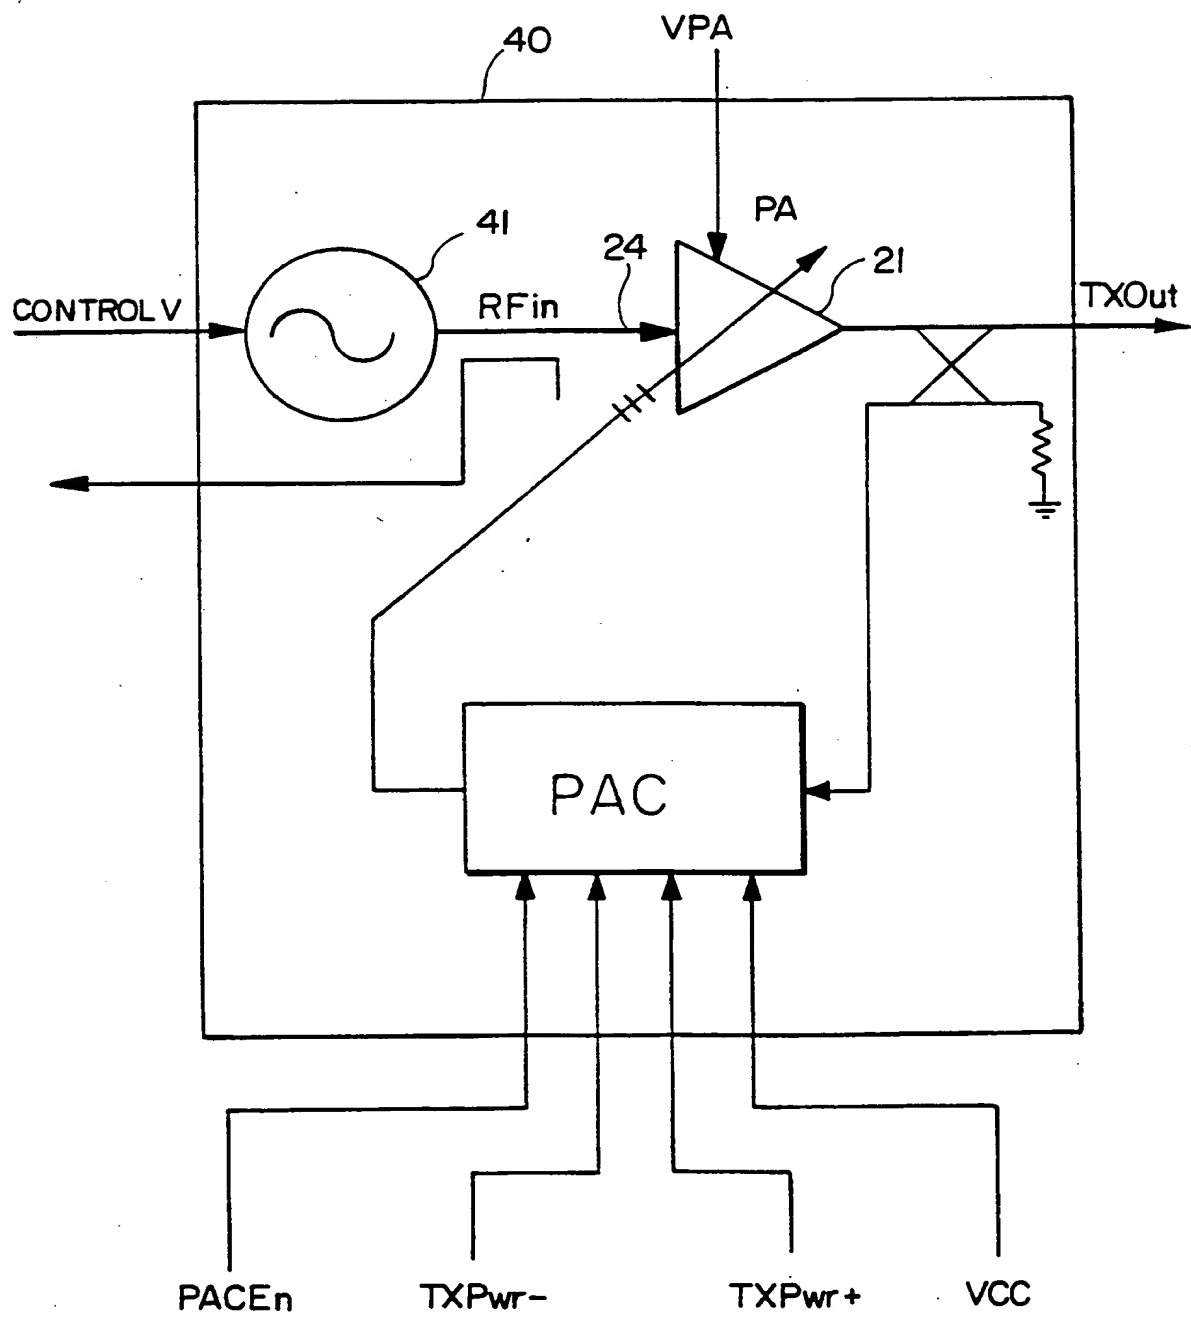 VPA
40
PA
41
24
21
CONTROL V
RFin
TXOut
PAC
PACEn
TXPwr-
TXPwr+
VCC